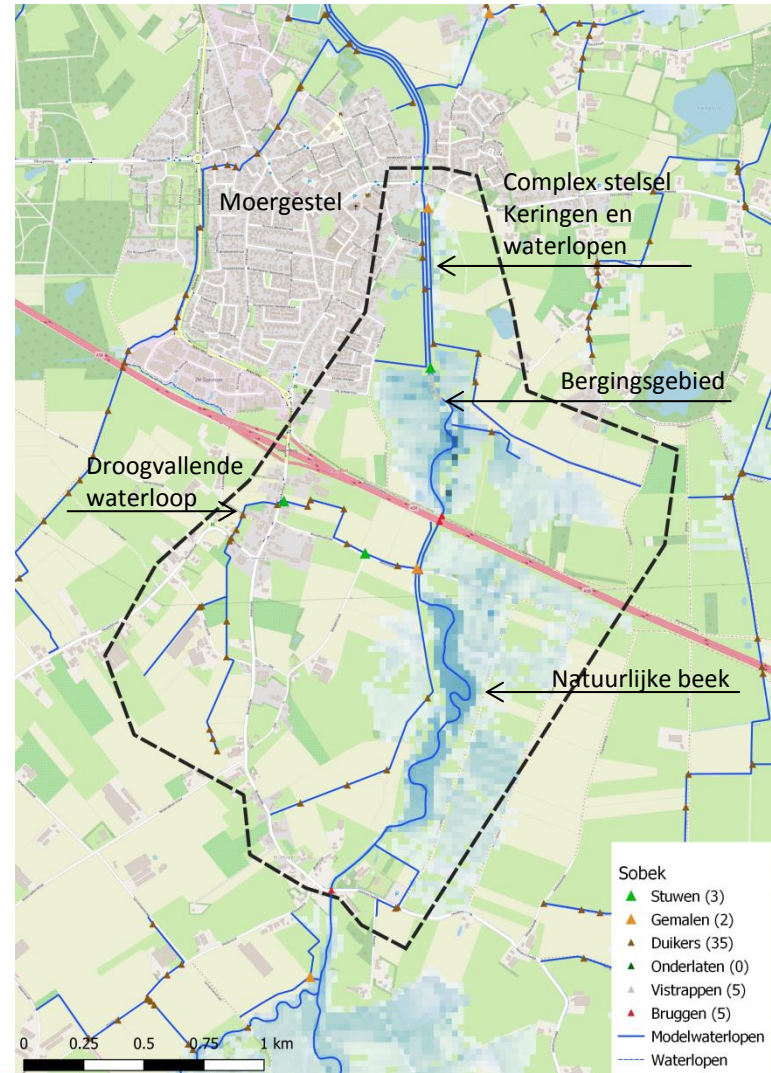 Complex stelsel
Keringen en
waterlopen
Moergestel
Bergingsgebied
Droogvallende
waterloop
Natuurlijke beek
Sobek
Stuwen (3)
Gemalen (2)
Duikers (35)
Onderlaten (0)
Vistrappen (5)
Bruggen (5)
Modelwaterlopen
Waterlopen
0 0.25 0.5 0.75 1 km